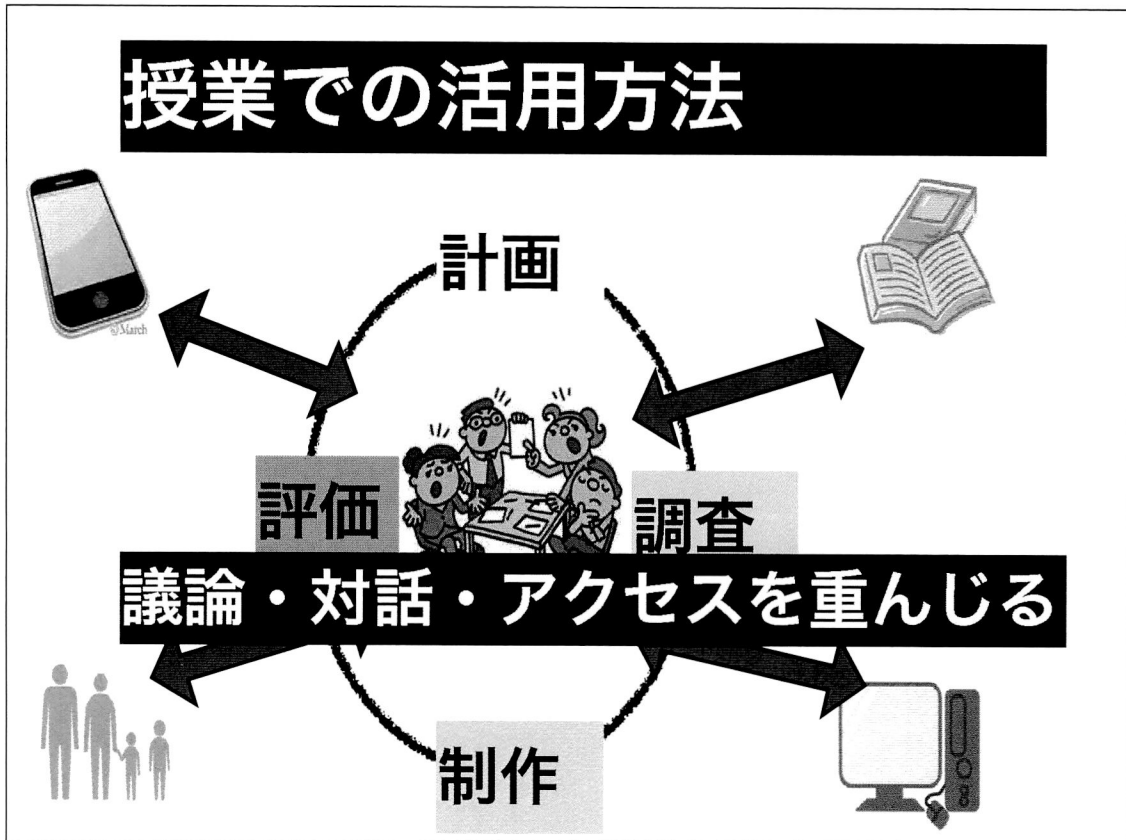 授業での活用方法
計画
@March
評価
調査
議論・対話・アクセスを重んじる
制作